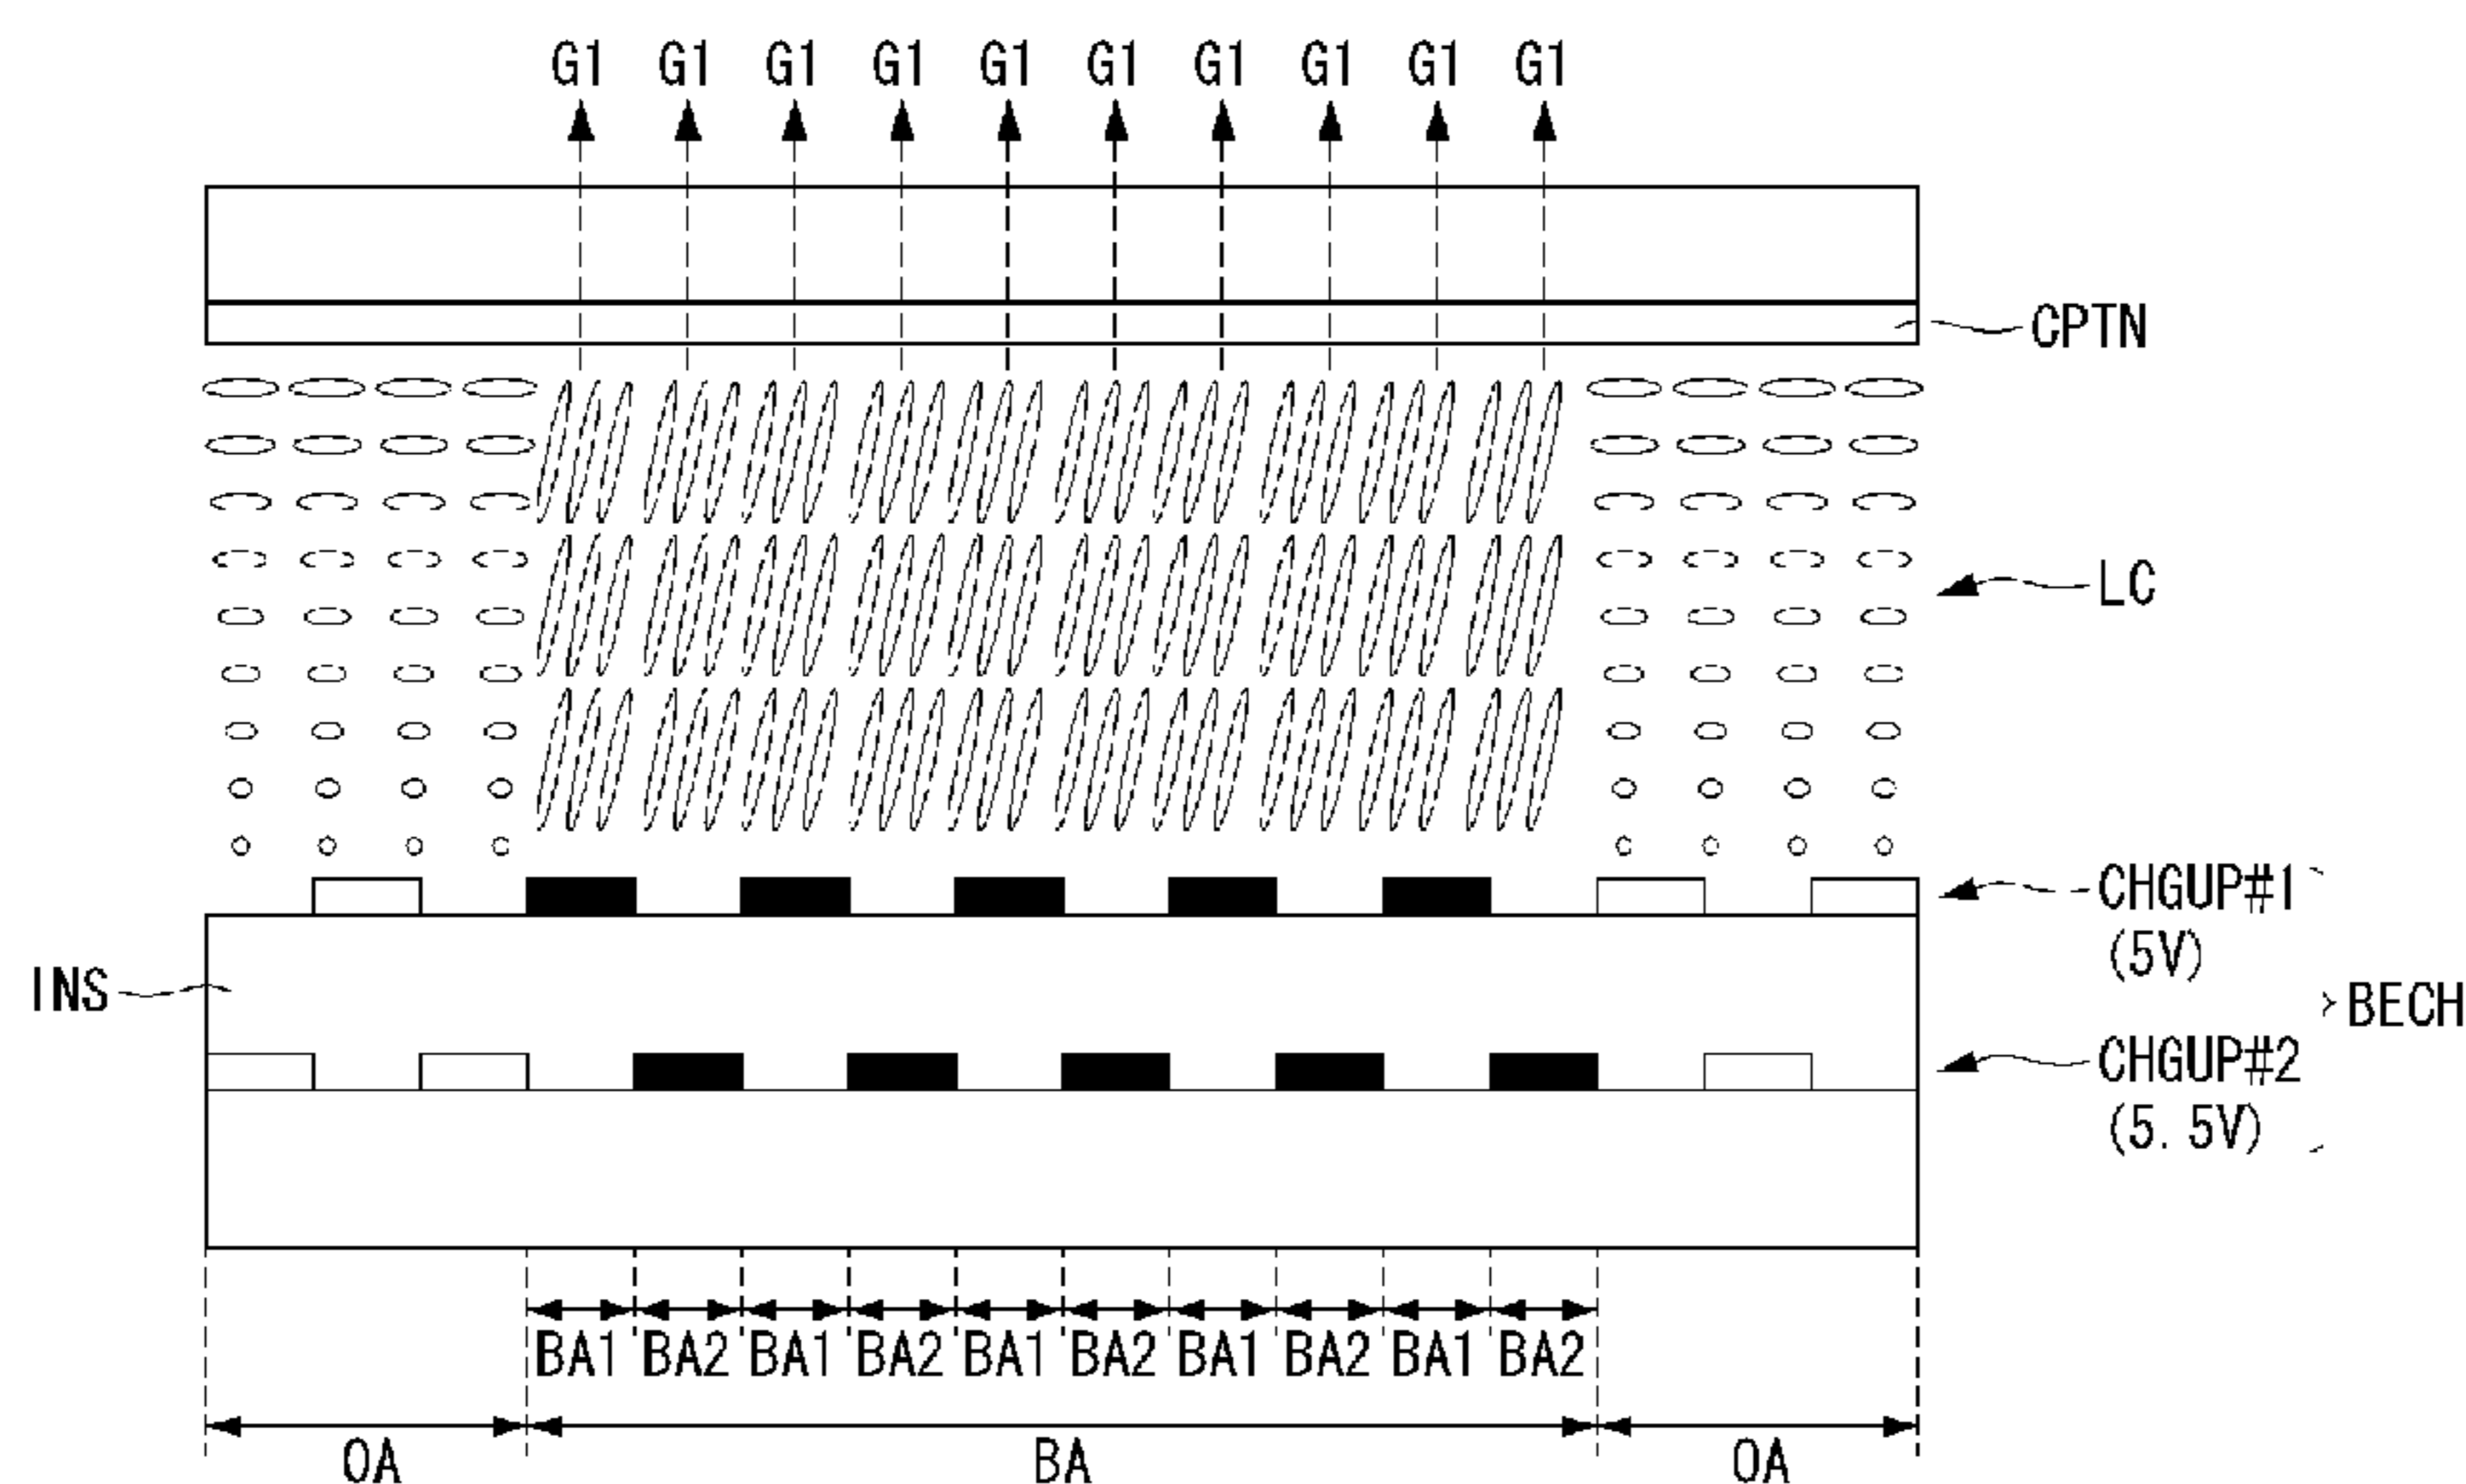 G1 G1 G1 G1 G1 G1 G1 G1 G1 G1
CPTN
LC
CHGUP#1
(5V)
INS
BECH
CHGUP#2
(5.5V)
BA1 BA2 BA1 BA2 BA1 BA2 BA1 BA2 BA1 BA2
OA BA OA